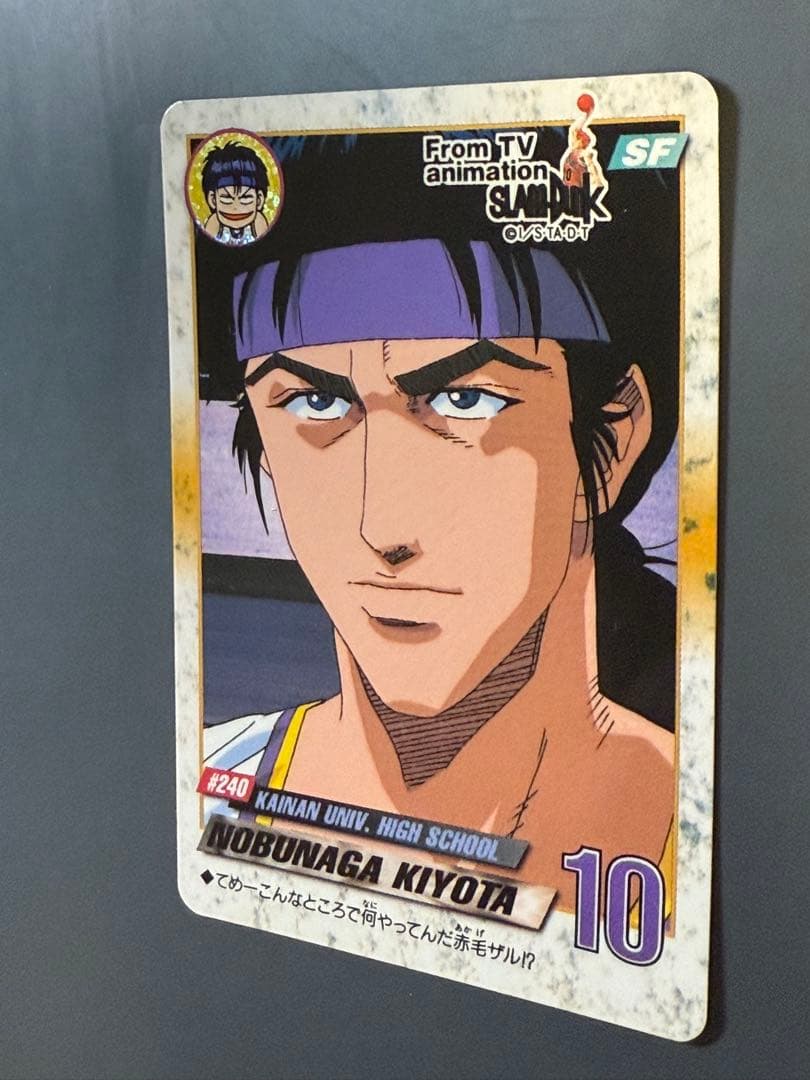 From TV
animation
SLAM DUNK
©I/S·TA·D·T
SF
#240
KAINAN UNIV. HIGH SCHOOL
NOBUNAGA KIYOTA
10
◆てめーこんなところで何やってんだ赤毛ザル!?